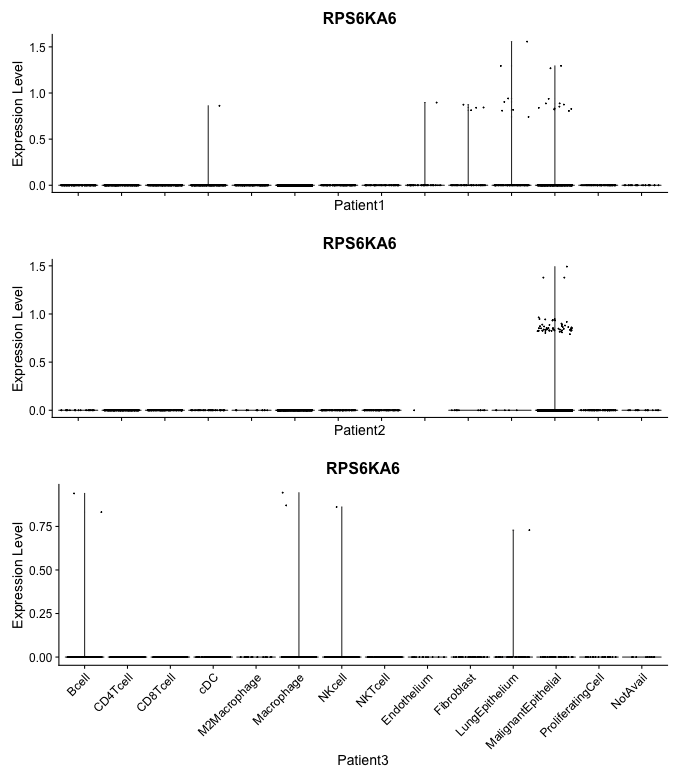 RPS6KA6
Expression Level
1.5
1.0
0.5
0.0
Patient1
RPS6KA6
Expression Level
1.5
1.0
0.5
0.0
Patient2
RPS6KA6
Expression Level
0.75
0.50
0.25
0.00
Bcell
CD4Tcell
CD8Tcell
cDC
M2Macrophage
Macrophage
NKcell
NKTcell
Endothelium
Fibroblast
LungEpithelium
MalignantEpithelial
ProliferatingCell
NotAvail
Patient3